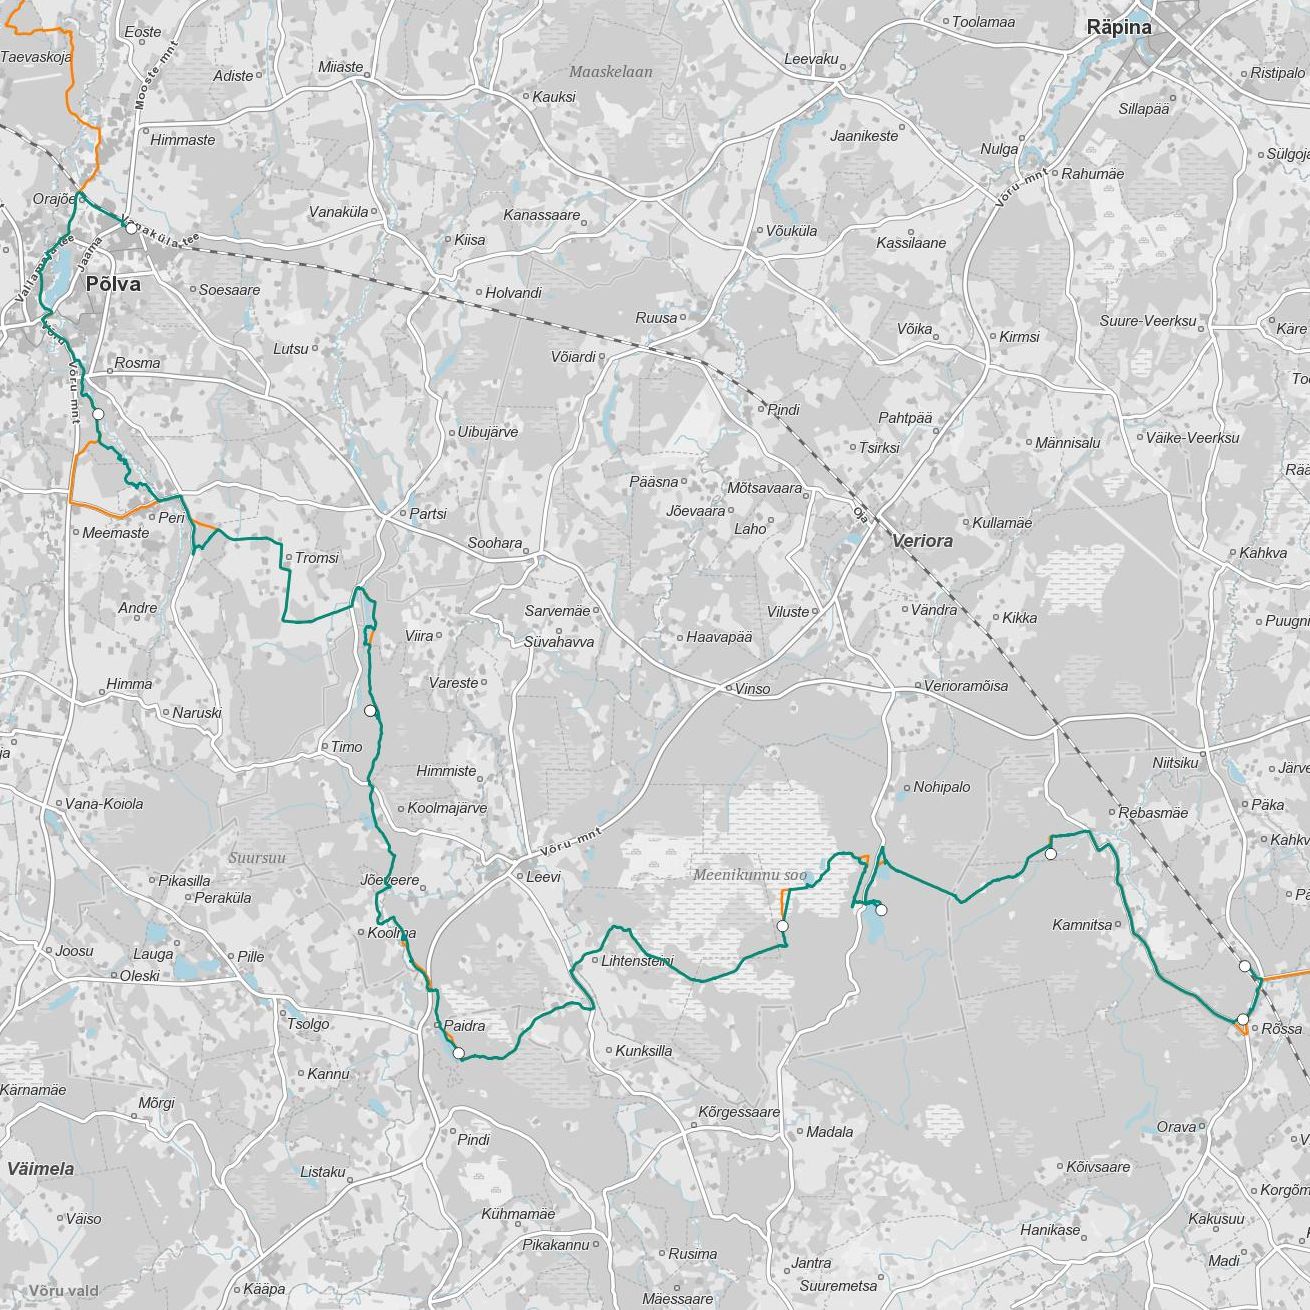 Taevaskoja
Eoste
Mooste mnt
Adiste
Miiaste
Himmaste
Kauksi
Maaskelaan
Leevaku
Toolamaa
Räpina
Ristipalo
Sillapää
Jaanikeste
Nulga
Rahumäe
Võru mnt
Orajõe
Vanaküla tee
Jaama
Põlva
Võru
Võru mnt
Rosma
Soesaare
Lutsu
Vanaküla
Kiisa
Kanassaare
Holvandi
Ruusa
Võuküla
Kassilaane
Võiardi
Võika
Kirmsi
Suure-Veerksu
Käre
Pindi
Pahtpää
Tsirksi
Männisalu
Väike-Veerksu
Uibujärve
Partsi
Pääsna
Mõtsavaara
Jõevaara
Laho
Oja
Veriora
Kullamäe
Kahkva
Peri
Meemaste
Tromsi
Andre
Soohara
Sarvemäe
Süvahavva
Viira
Haavapää
Viluste
Vändra
Kikka
Himma
Naruski
Vareste
Vinso
Verioramõisa
Timo
Himmiste
Koolmajärve
Nohipalo
Niitsiku
Rebasmäe
Päka
Vana-Koiola
Suursuu
Võru mnt
Leevi
Meenikunnu soo
Pikasilla
Peraküla
Jõeveere
Koolma
Joosu
Oleski
Lauga
Pille
Lihtensteini
Kamnitsa
Tsolgo
Paidra
Kunksilla
Rõssa
Kannu
Kärnamäe
Mõrgi
Pindi
Kõrgessaare
Madala
Orava
Kõivsaare
Väimela
Listaku
Väiso
Kühmamäe
Pikakannu
Rusima
Hanikase
Kakusuu
Madi
Jantra
Suuremetsa
Mäessaare
Kääpa
Võru vald